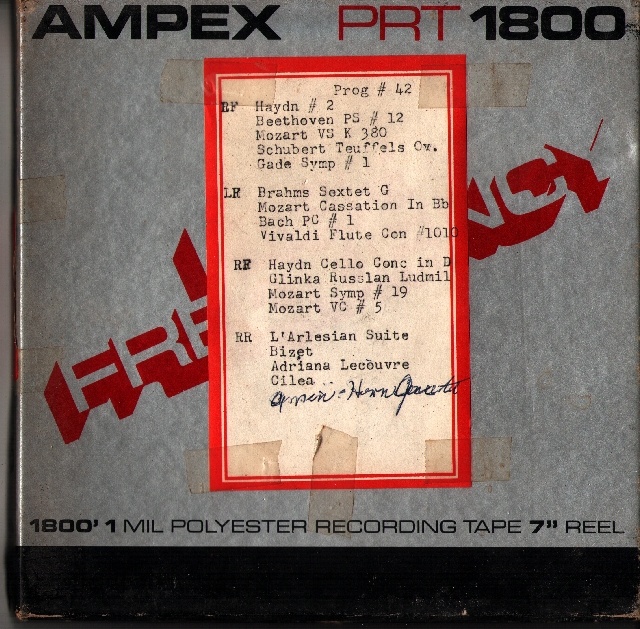 AMPEX PRT 1800
Prog # 42
RF Haydn # 2
Beethoven PS # 12
Mozart VS K 380
Schubert Teuffels Ox.
Gade Symp # 1
LF Brahms Sextet G
Mozart Cassation In Bb
Bach PC # 1
Vivaldi Flute Con #1010
RF Haydn Cello Conc in D
Glinka Russlan Ludmil
Mozart Symp # 19
Mozart VC # 5
RR L'Arlesian Suite
Bizet
Adriana Lecouvre
Cilea
Horn Quartet
1800' 1 MIL POLYESTER RECORDING TAPE 7" REEL